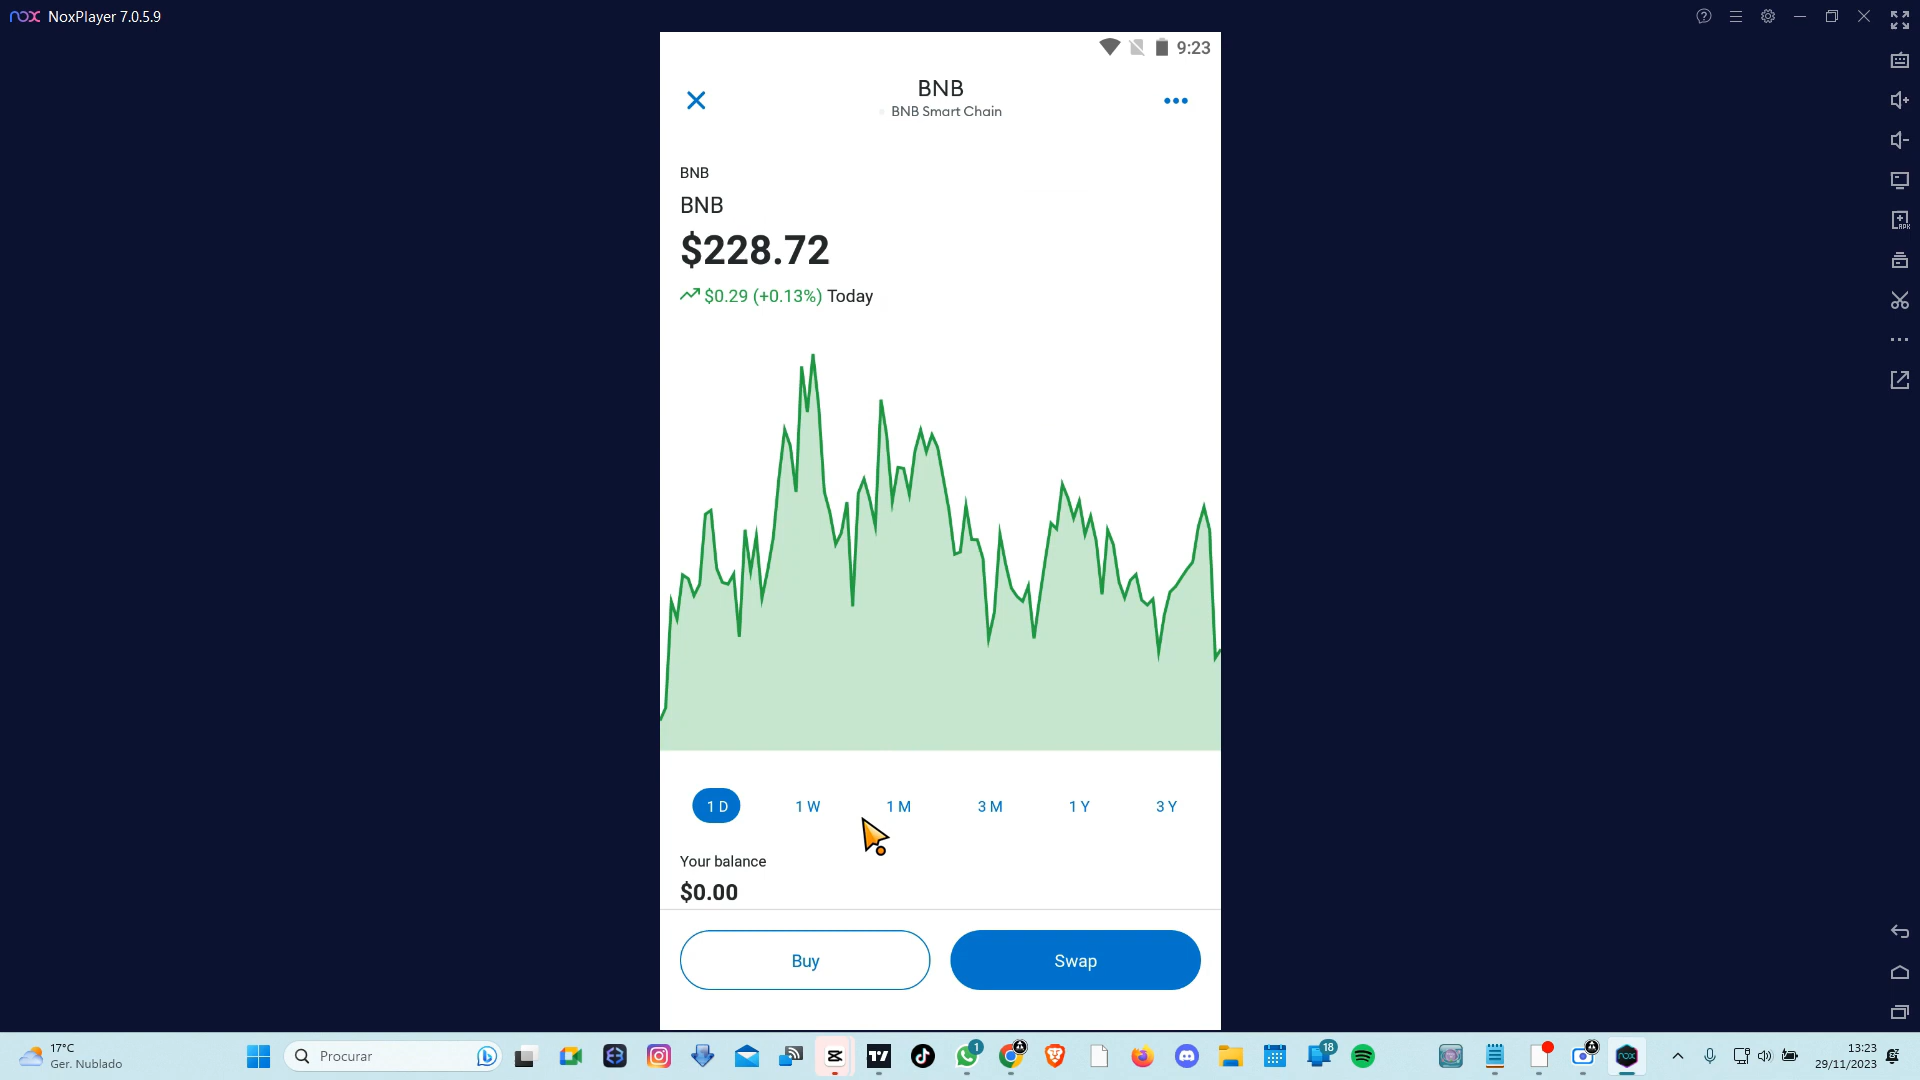 nox NoxPlayer 7.0.5.9
9:23
BNB
BNB Smart Chain
BNB
BNB
$228.72
$0.29 (+0.13%) Today
1 D 1 W 1 M 3 M 1 Y 3 Y
Your balance
$0.00
Buy Swap
17°C
Ger. Nublado
Procurar
1
18
nox
13:23
29/11/2023